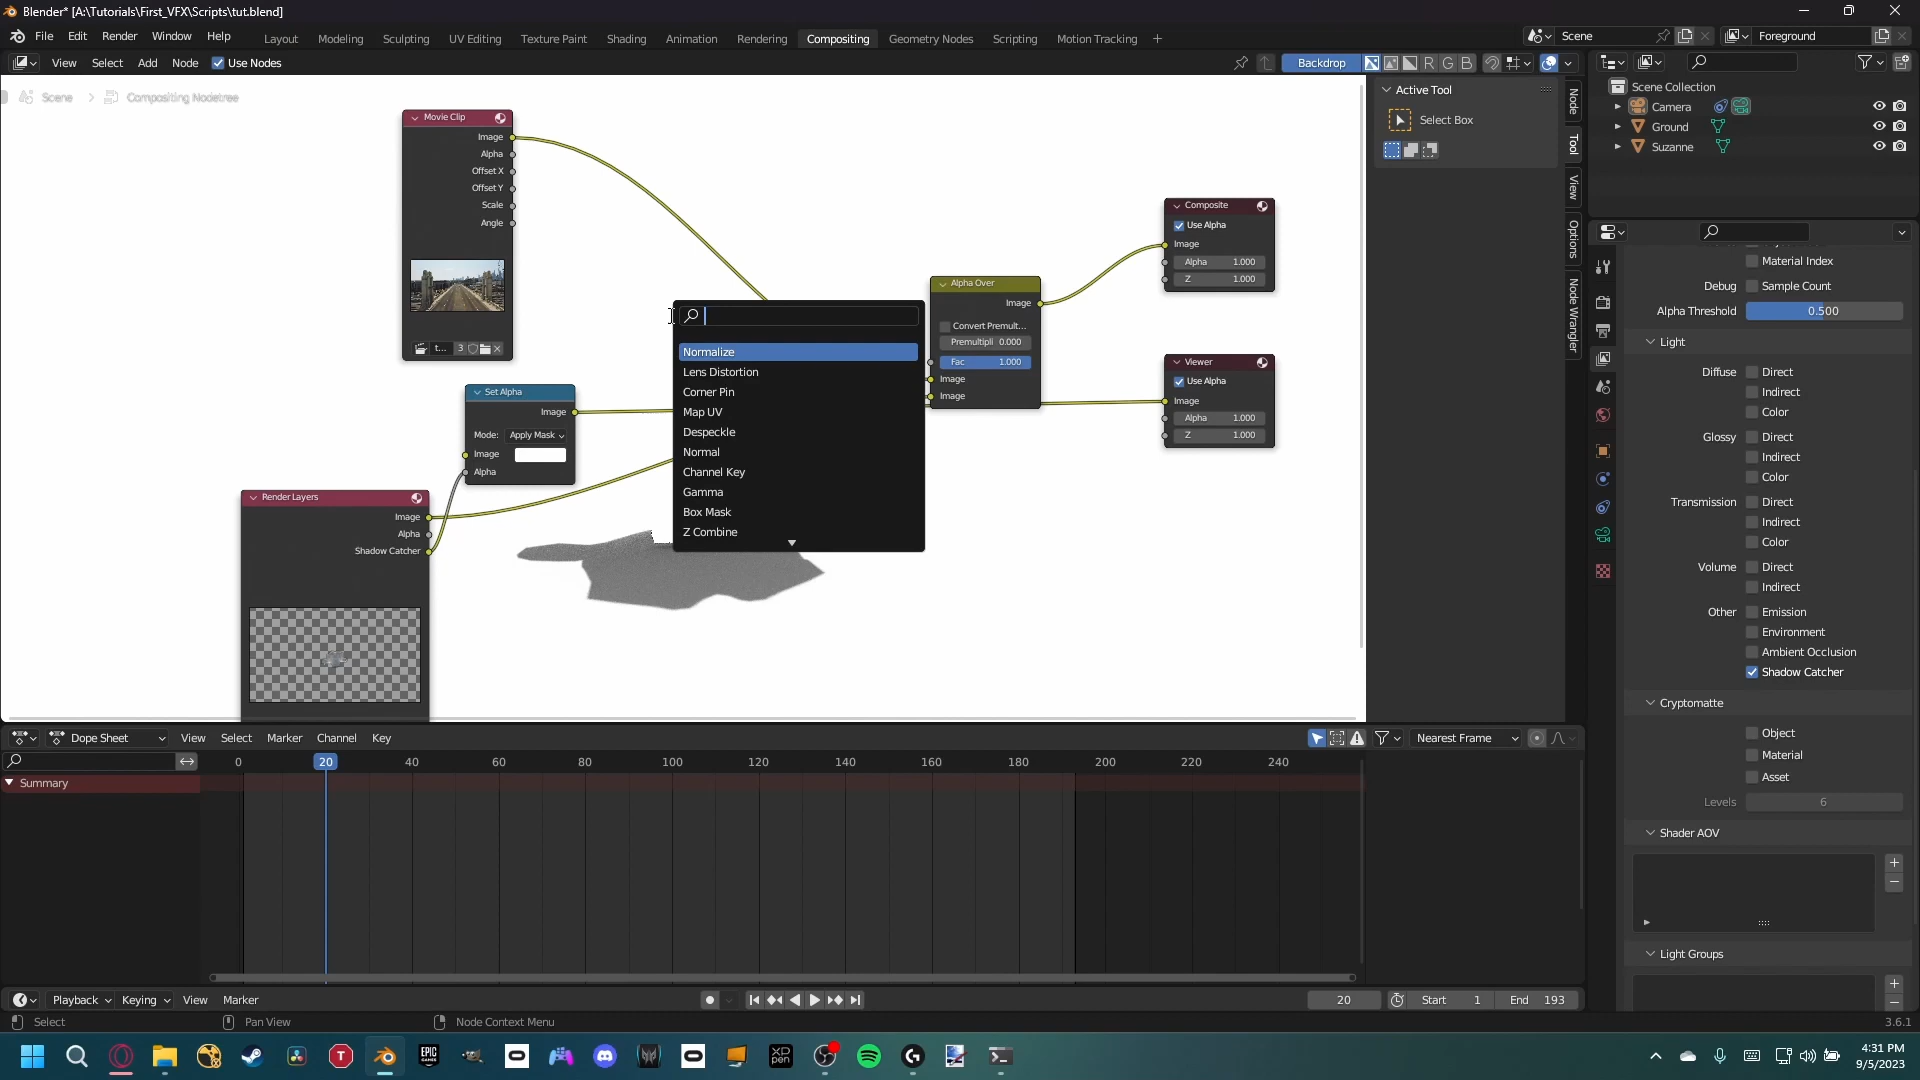 Blender* [A:\Tutorials\First_VFX\Scripts\tut.blend]
File Edit Render Window Help
Layout Modeling Sculpting UV Editing Texture Paint Shading Animation Rendering Compositing Geometry Nodes Scripting Motion Tracking +
Scene
Foreground
View Select Add Node Use Nodes
Backdrop
R G B
Scene > Compositing Nodetree
Active Tool
Select Box
Node
Tool
View
Options
Node Wrangler
Scene Collection
Camera
Ground
Suzanne
Movie Clip
Image
Alpha
Offset X
Offset Y
Scale
Angle
t... 3
Set Alpha
Image
Mode: Apply Mask
Image
Alpha
Render Layers
Image
Alpha
Shadow Catcher
Normalize
Lens Distortion
Corner Pin
Map UV
Despeckle
Normal
Channel Key
Gamma
Box Mask
Z Combine
Alpha Over
Image
Convert Premult...
Premultipli 0.000
Fac 1.000
Image
Image
Composite
Use Alpha
Image
Alpha 1.000
Z 1.000
Viewer
Use Alpha
Image
Alpha 1.000
Z 1.000
Material Index
Debug Sample Count
Alpha Threshold 0.500
Light
Diffuse Direct
Indirect
Color
Glossy Direct
Indirect
Color
Transmission Direct
Indirect
Color
Volume Direct
Indirect
Other Emission
Environment
Ambient Occlusion
Shadow Catcher
Cryptomatte
Object
Material
Asset
Levels 6
Shader AOV
Light Groups
Dope Sheet View Select Marker Channel Key
Nearest Frame
0 20 40 60 80 100 120 140 160 180 200 220 240
Summary
Playback Keying View Marker
20 Start 1 End 193
Select Pan View Node Context Menu
3.6.1
4:31 PM
9/5/2023